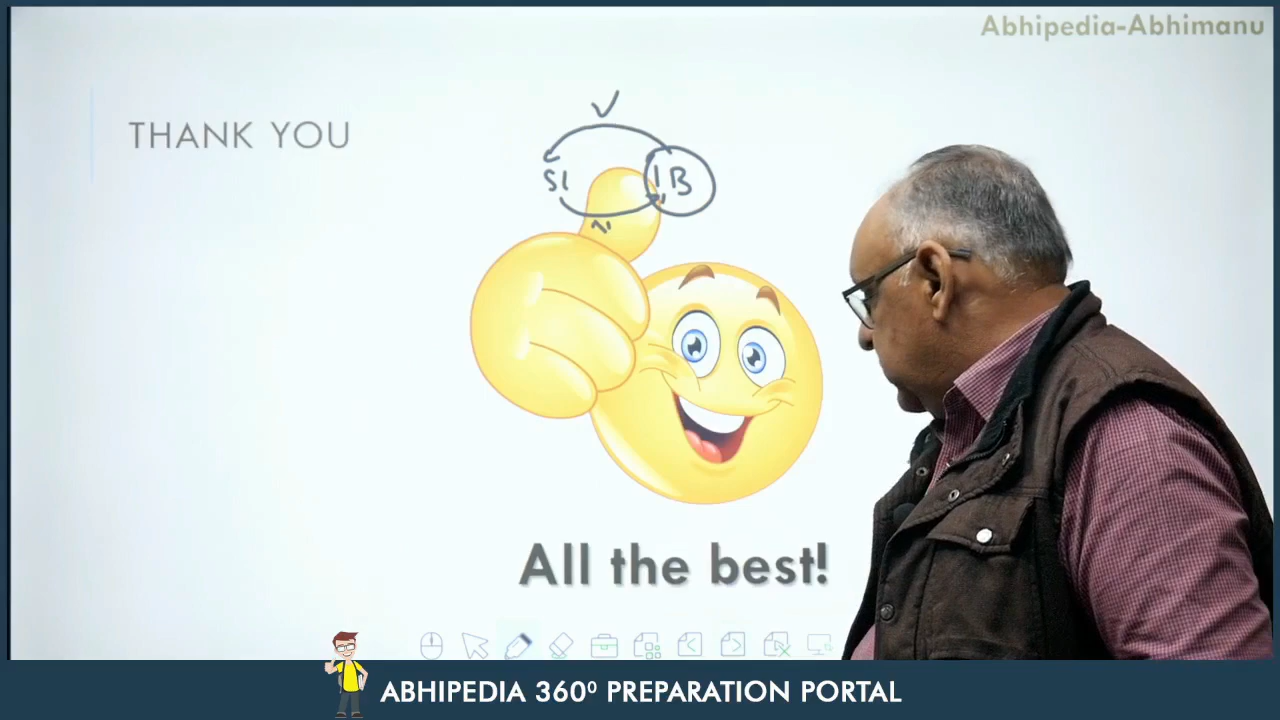 Abhipedia-Abhimanu
THANK YOU
SI
IB
All the best!
ABHIPEDIA 360⁰ PREPARATION PORTAL